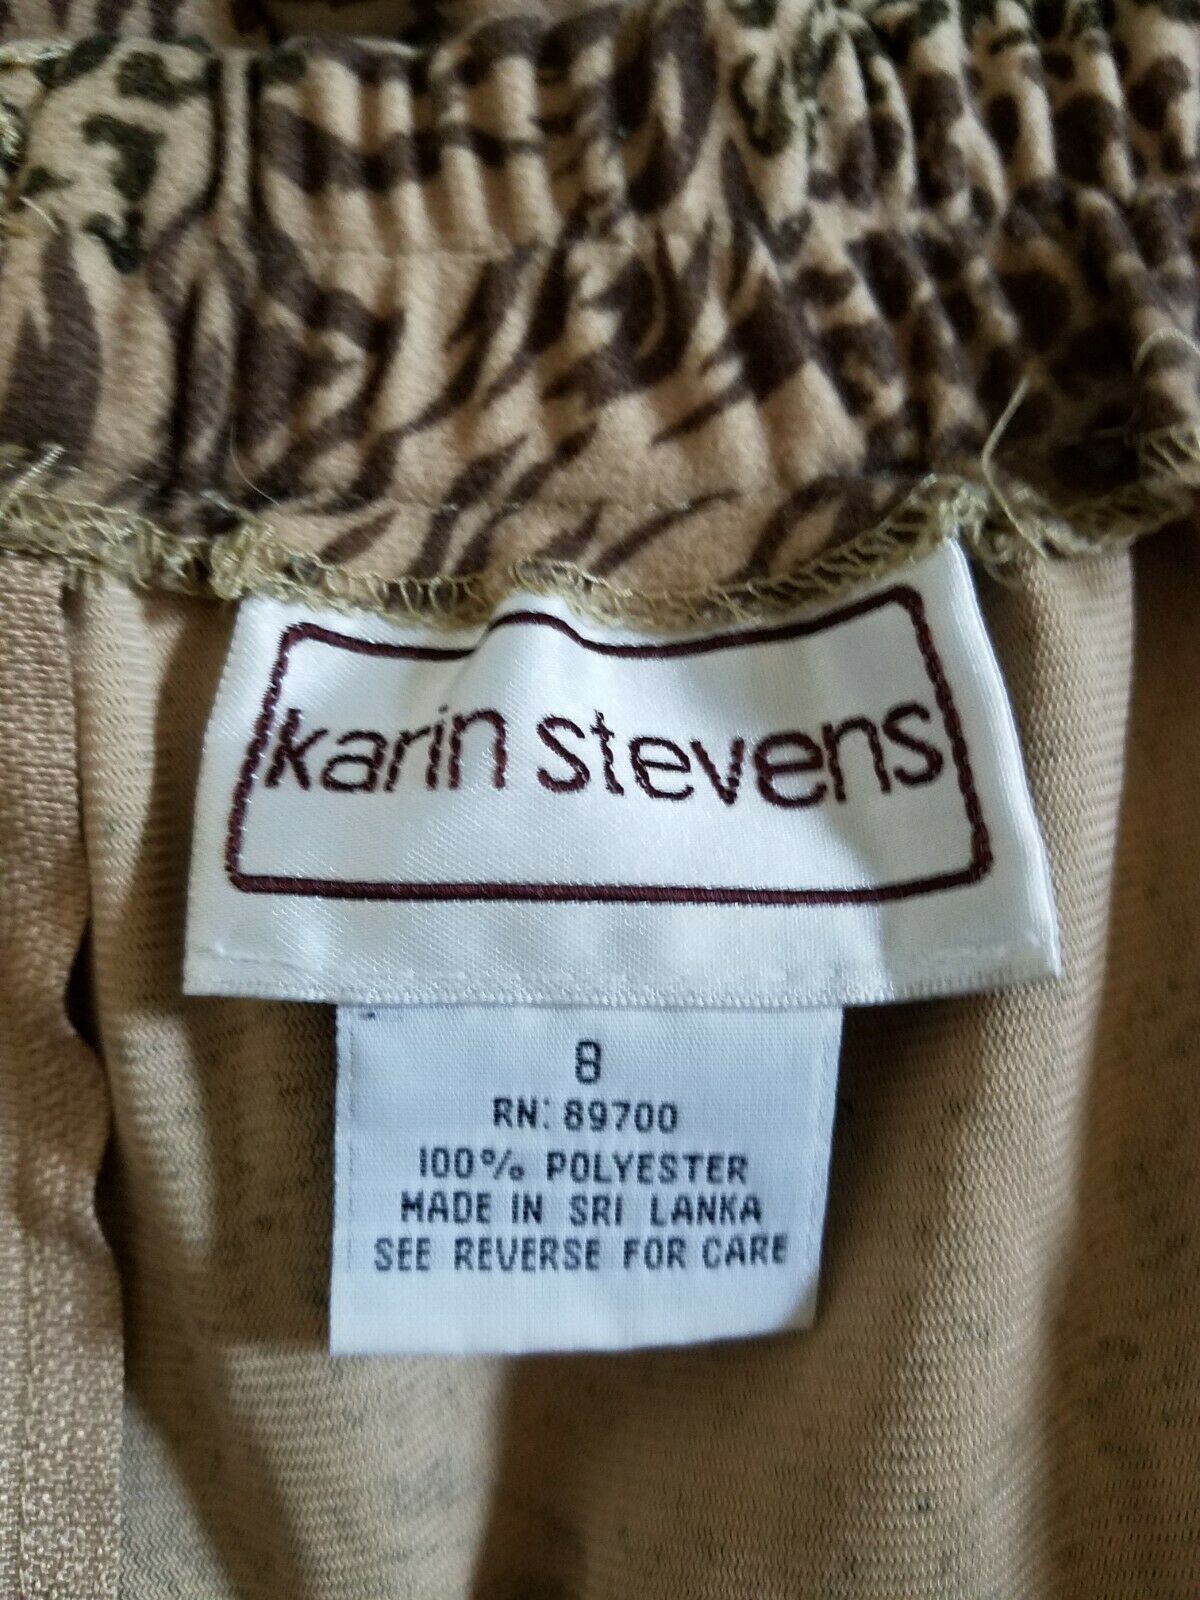 karin stevens
8
RN: 89700
100% POLYESTER
MADE IN SRI LANKA
SEE REVERSE FOR CARE